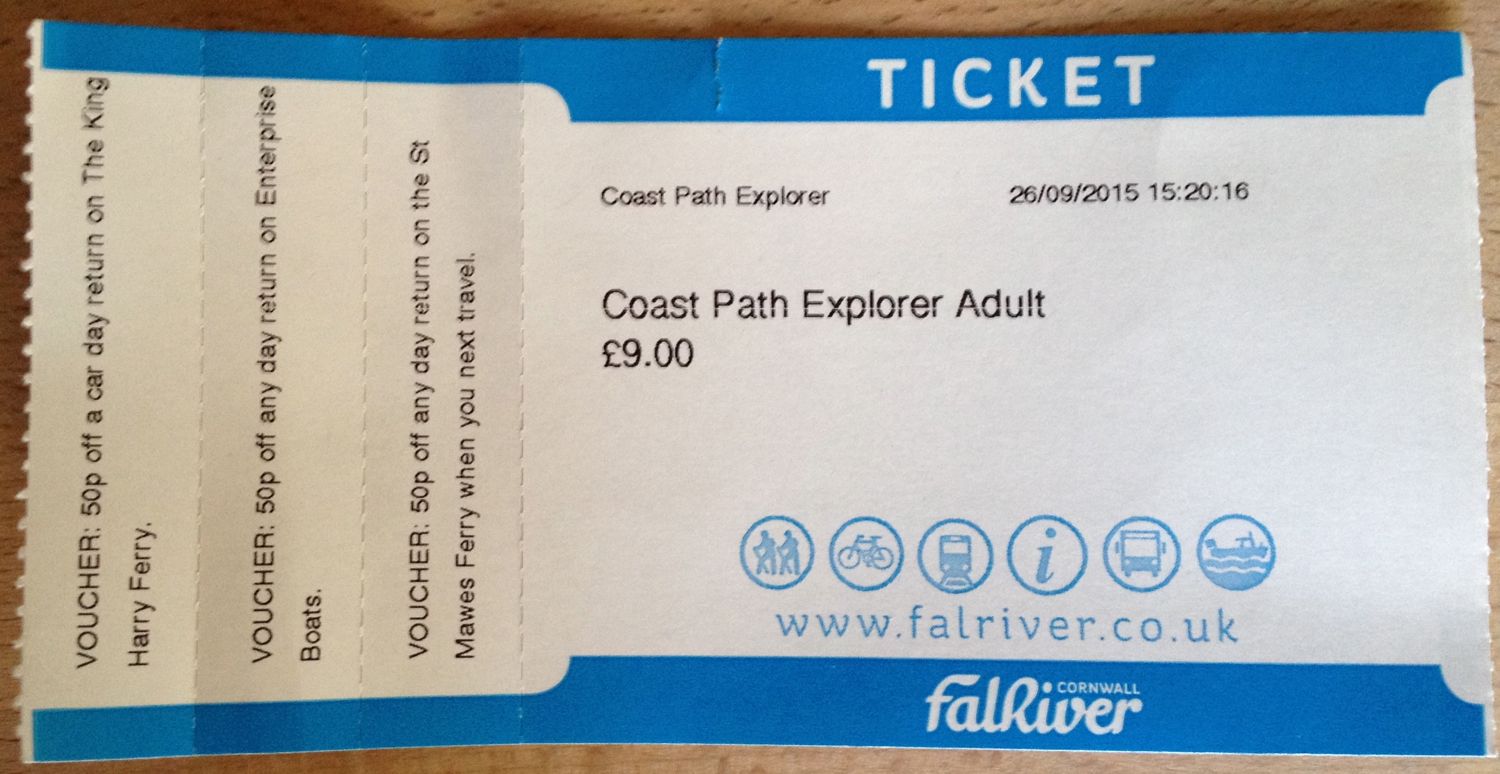 VOUCHER: 50p off a car day return on The King
Harry Ferry.
VOUCHER: 50p off any day return on Enterprise
Boats.
VOUCHER: 50p off any day return on the St
Mawes Ferry when you next travel.
TICKET
Coast Path Explorer 26/09/2015 15:20:16
Coast Path Explorer Adult
£9.00
i
www.falriver.co.uk
falRiver CORNWALL